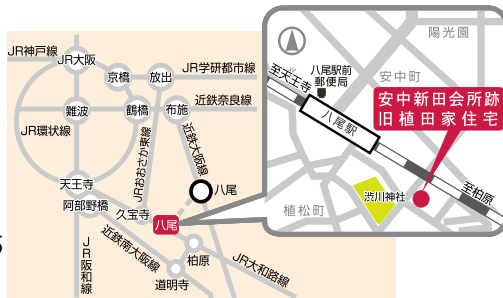 JR神戸線
JR大阪
京橋
放出
JR学研都市線
近鉄奈良線
難波
鶴橋
布施
JR環状線
JRおおさか東線
近鉄大阪線
天王寺
阿部野橋
久宝寺
八尾
八尾
近鉄南大阪線
柏原
JR大和路線
道明寺
JR阪和線
陽光園
安中町
至天王寺
八尾駅前
郵便局
八尾駅
安中新田会所跡
旧植田家住宅
至柏原
渋川神社
植松町